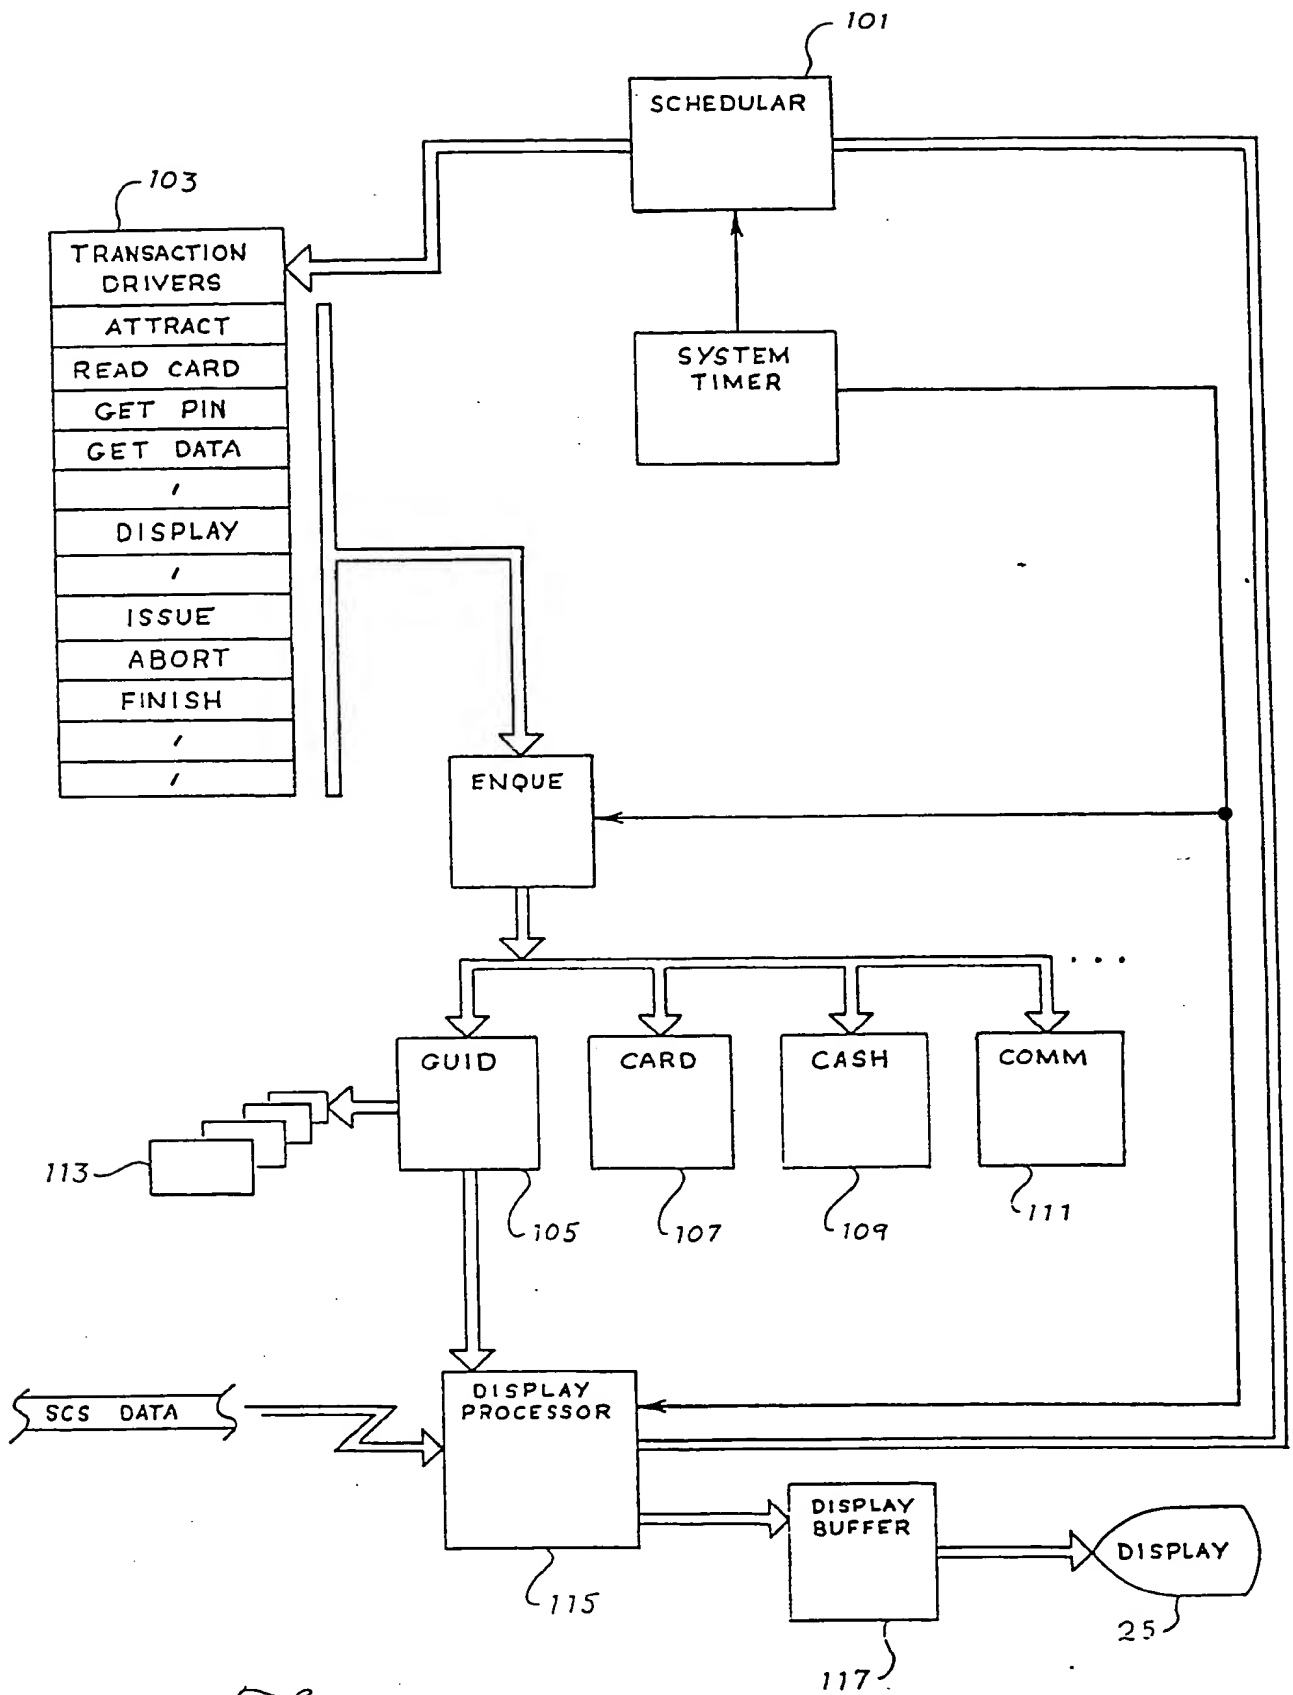 101
SCHEDULAR
103
TRANSACTION
DRIVERS
ATTRACT
READ CARD
GET PIN
GET DATA
DISPLAY
ISSUE
ABORT
FINISH
SYSTEM
TIMER
ENQUE
...
GUID
CARD
CASH
COMM
113
105
107
109
111
SCS DATA
DISPLAY
PROCESSOR
DISPLAY
BUFFER
DISPLAY
115
25
117